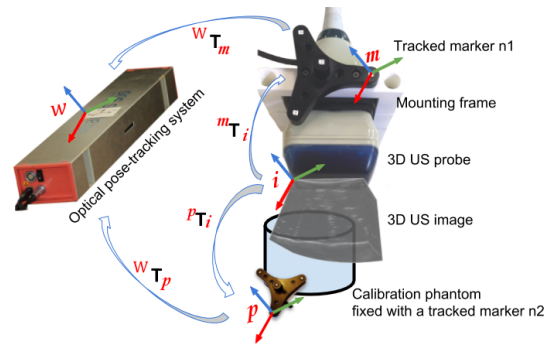 ᵂTₘ
m
Tracked marker n1
w
Mounting frame
ᵐTᵢ
3D US probe
Optical pose-tracking system
i
ᵖTᵢ
3D US image
ᵂTₚ
p
Calibration phantom
fixed with a tracked marker n2